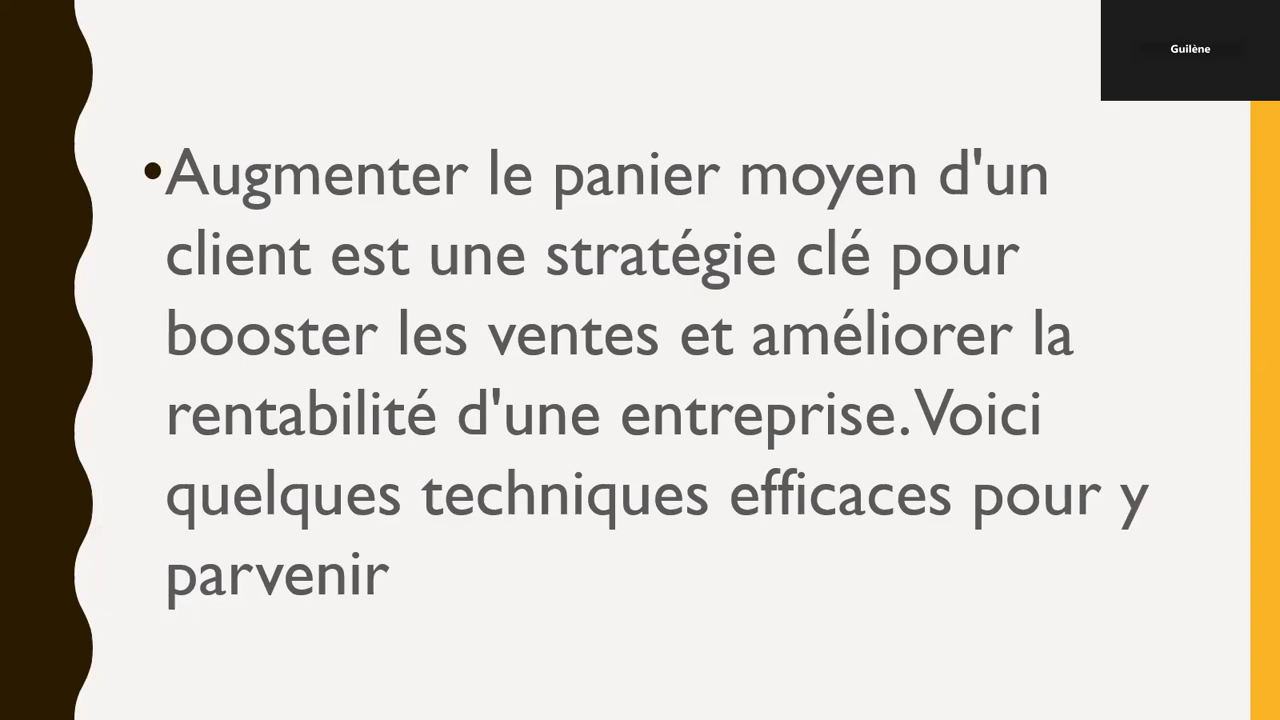 Guilène
•Augmenter le panier moyen d'un
client est une stratégie clé pour
booster les ventes et améliorer la
rentabilité d'une entreprise. Voici
quelques techniques efficaces pour y
parvenir